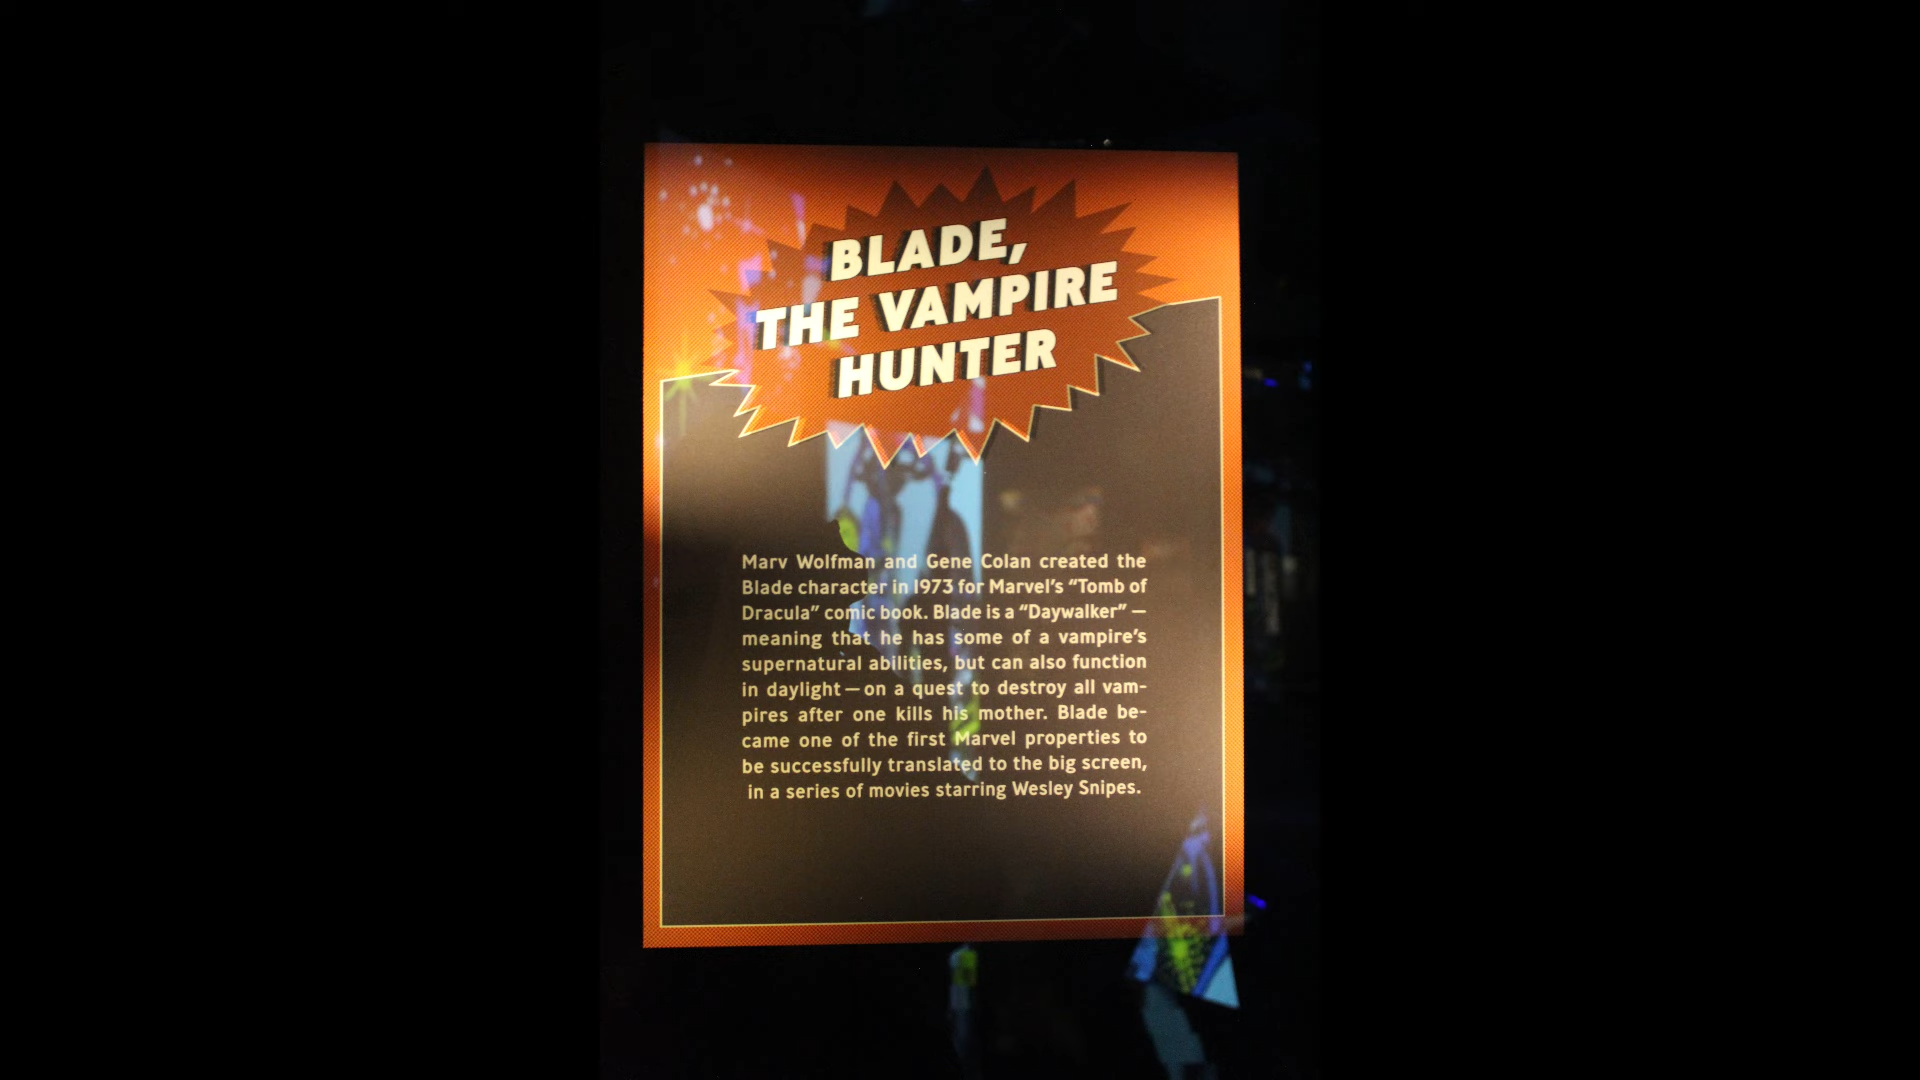 BLADE,
THE VAMPIRE
HUNTER
Marv Wolfman and Gene Colan created the
Blade character in 1973 for Marvel's “Tomb of
Dracula” comic book. Blade is a “Daywalker” —
meaning that he has some of a vampire's
supernatural abilities, but can also function
in daylight — on a quest to destroy all vam-
pires after one kills his mother. Blade be-
came one of the first Marvel properties to
be successfully translated to the big screen,
in a series of movies starring Wesley Snipes.